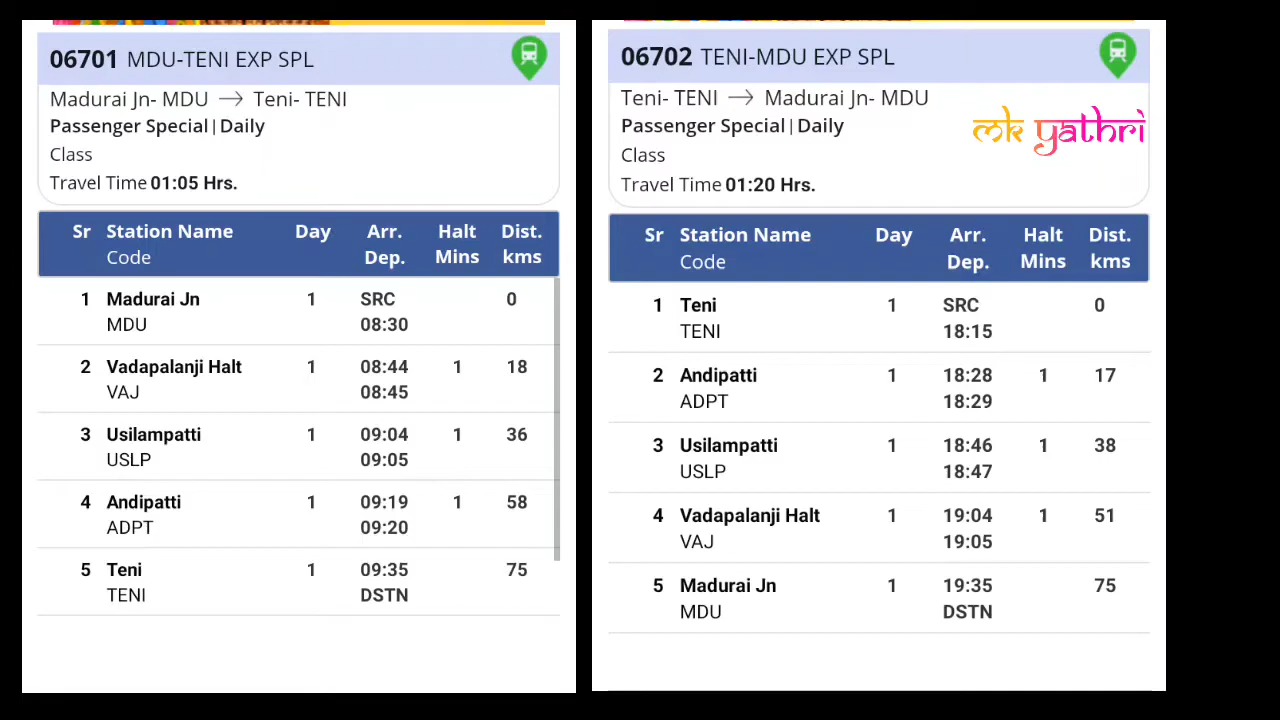 06701 MDU-TENI EXP SPL
Madurai Jn- MDU → Teni- TENI
Passenger Special | Daily
Class
Travel Time 01:05 Hrs.
Sr Station Name Day Arr. Halt Dist.
Code Dep. Mins kms
1 Madurai Jn 1 SRC 0
MDU 08:30
2 Vadapalanji Halt 1 08:44 1 18
VAJ 08:45
3 Usilampatti 1 09:04 1 36
USLP 09:05
4 Andipatti 1 09:19 1 58
ADPT 09:20
5 Teni 1 09:35 75
TENI DSTN
06702 TENI-MDU EXP SPL
Teni- TENI → Madurai Jn- MDU
Passenger Special | Daily
mk yathri
Class
Travel Time 01:20 Hrs.
Sr Station Name Day Arr. Halt Dist.
Code Dep. Mins kms
1 Teni 1 SRC 0
TENI 18:15
2 Andipatti 1 18:28 1 17
ADPT 18:29
3 Usilampatti 1 18:46 1 38
USLP 18:47
4 Vadapalanji Halt 1 19:04 1 51
VAJ 19:05
5 Madurai Jn 1 19:35 75
MDU DSTN